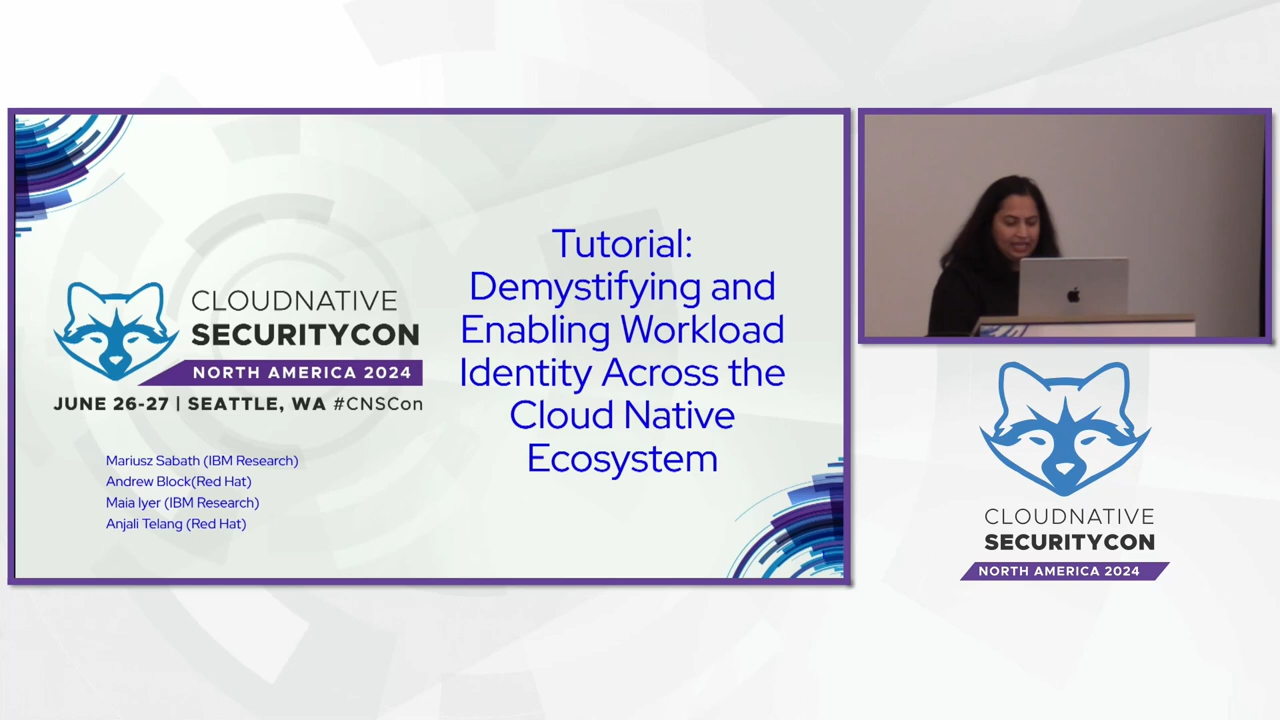 CLOUDNATIVE
SECURITYCON
NORTH AMERICA 2024
JUNE 26-27 | SEATTLE, WA #CNSCon
Mariusz Sabath (IBM Research)
Andrew Block(Red Hat)
Maia Iyer (IBM Research)
Anjali Telang (Red Hat)
Tutorial:
Demystifying and
Enabling Workload
Identity Across the
Cloud Native
Ecosystem
CLOUDNATIVE
SECURITYCON
NORTH AMERICA 2024